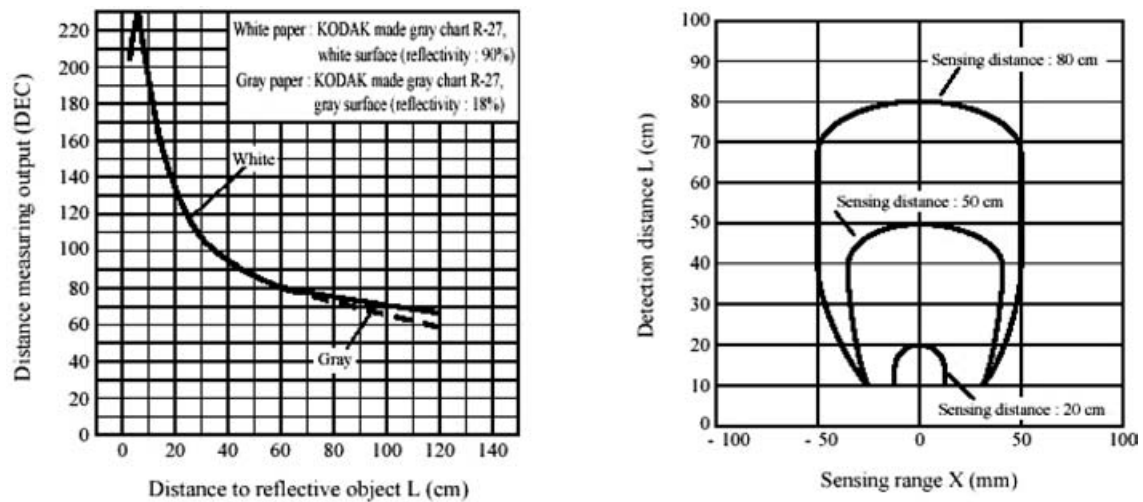 220
200
180
160
140
120
100
80
60
40
20
0
Distance measuring output (DEC)
White paper : KODAK made gray chart R-27,
white surface (reflectivity : 90%)
Gray paper : KODAK made gray chart R-27,
gray surface (reflectivity : 18%)
White
Gray
0 20 40 60 80 100 120 140
Distance to reflective object L (cm)
100
90
80
70
60
50
40
30
20
10
0
Detection distance L (cm)
Sensing distance : 80 cm
Sensing distance : 50 cm
Sensing distance : 20 cm
- 100 - 50 0 50 100
Sensing range X (mm)